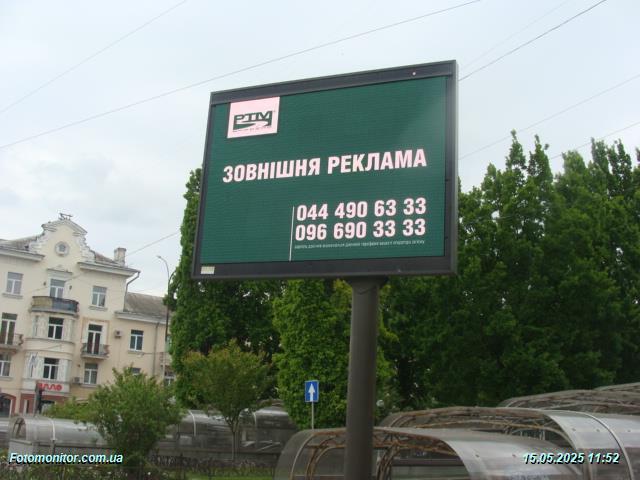 РТМ
ЗОВНІШНЯ РЕКЛАМА
044 490 63 33
096 690 33 33
АЛЛО
Fotomonitor.com.ua
15.05.2025 11:52